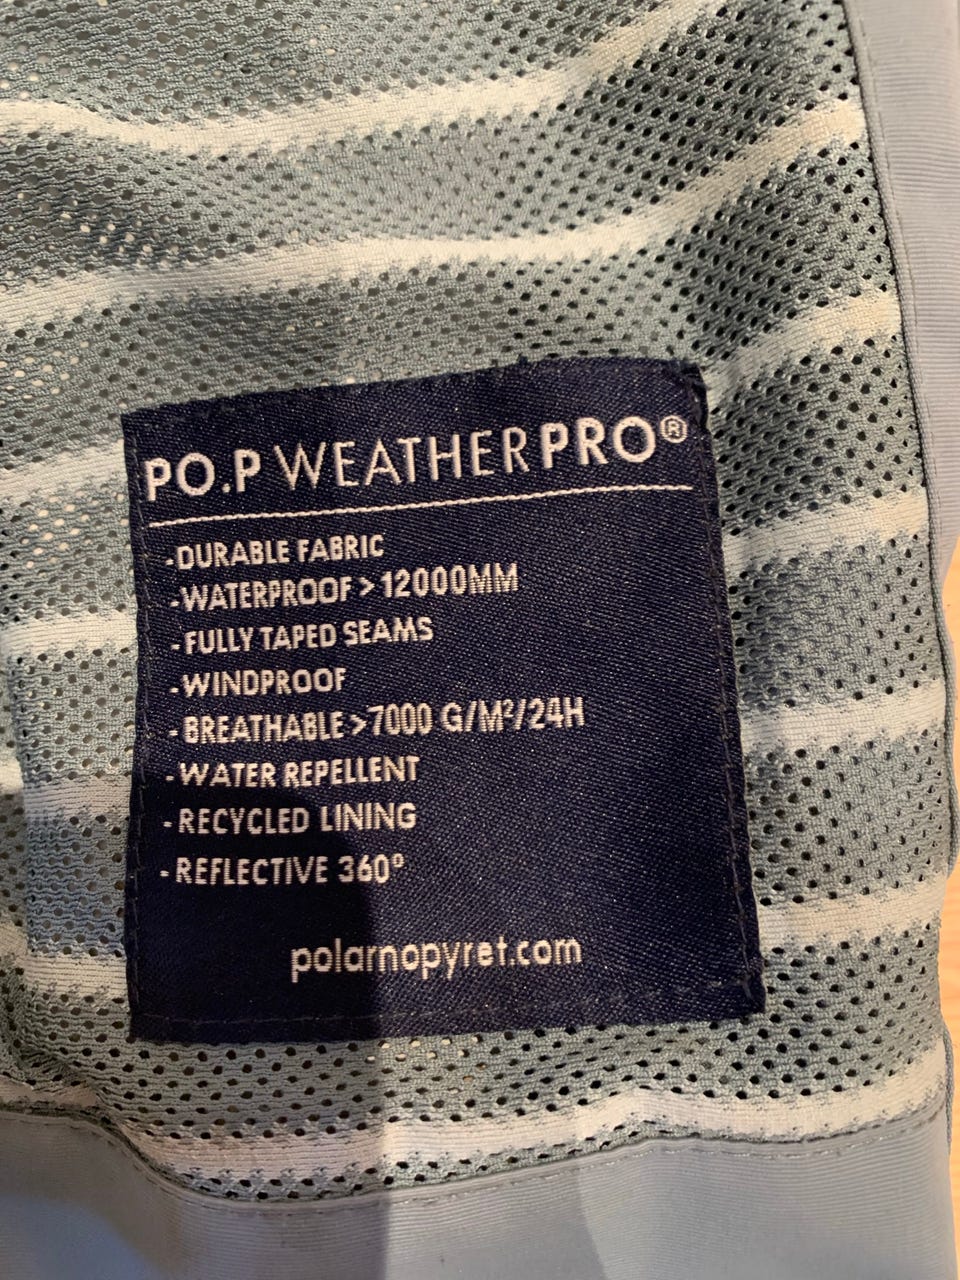 PO.P WEATHERPRO®
-DURABLE FABRIC
-WATERPROOF > 12000MM
-FULLY TAPED SEAMS
-WINDPROOF
-BREATHABLE >7000 G/M²/24H
-WATER REPELLENT
-RECYCLED LINING
-REFLECTIVE 360°
polarnopyret.com